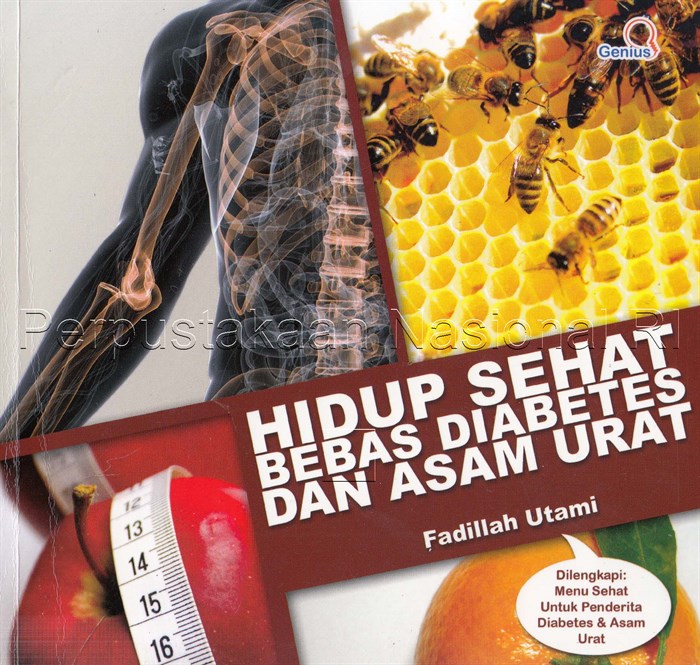 Genius
Perpustakaan Nasional RI
HIDUP SEHAT
BEBAS DIABETES
DAN ASAM URAT
Fadillah Utami
12
13
14
15
16
Dilengkapi:
Menu Sehat
Untuk Penderita
Diabetes & Asam
Urat